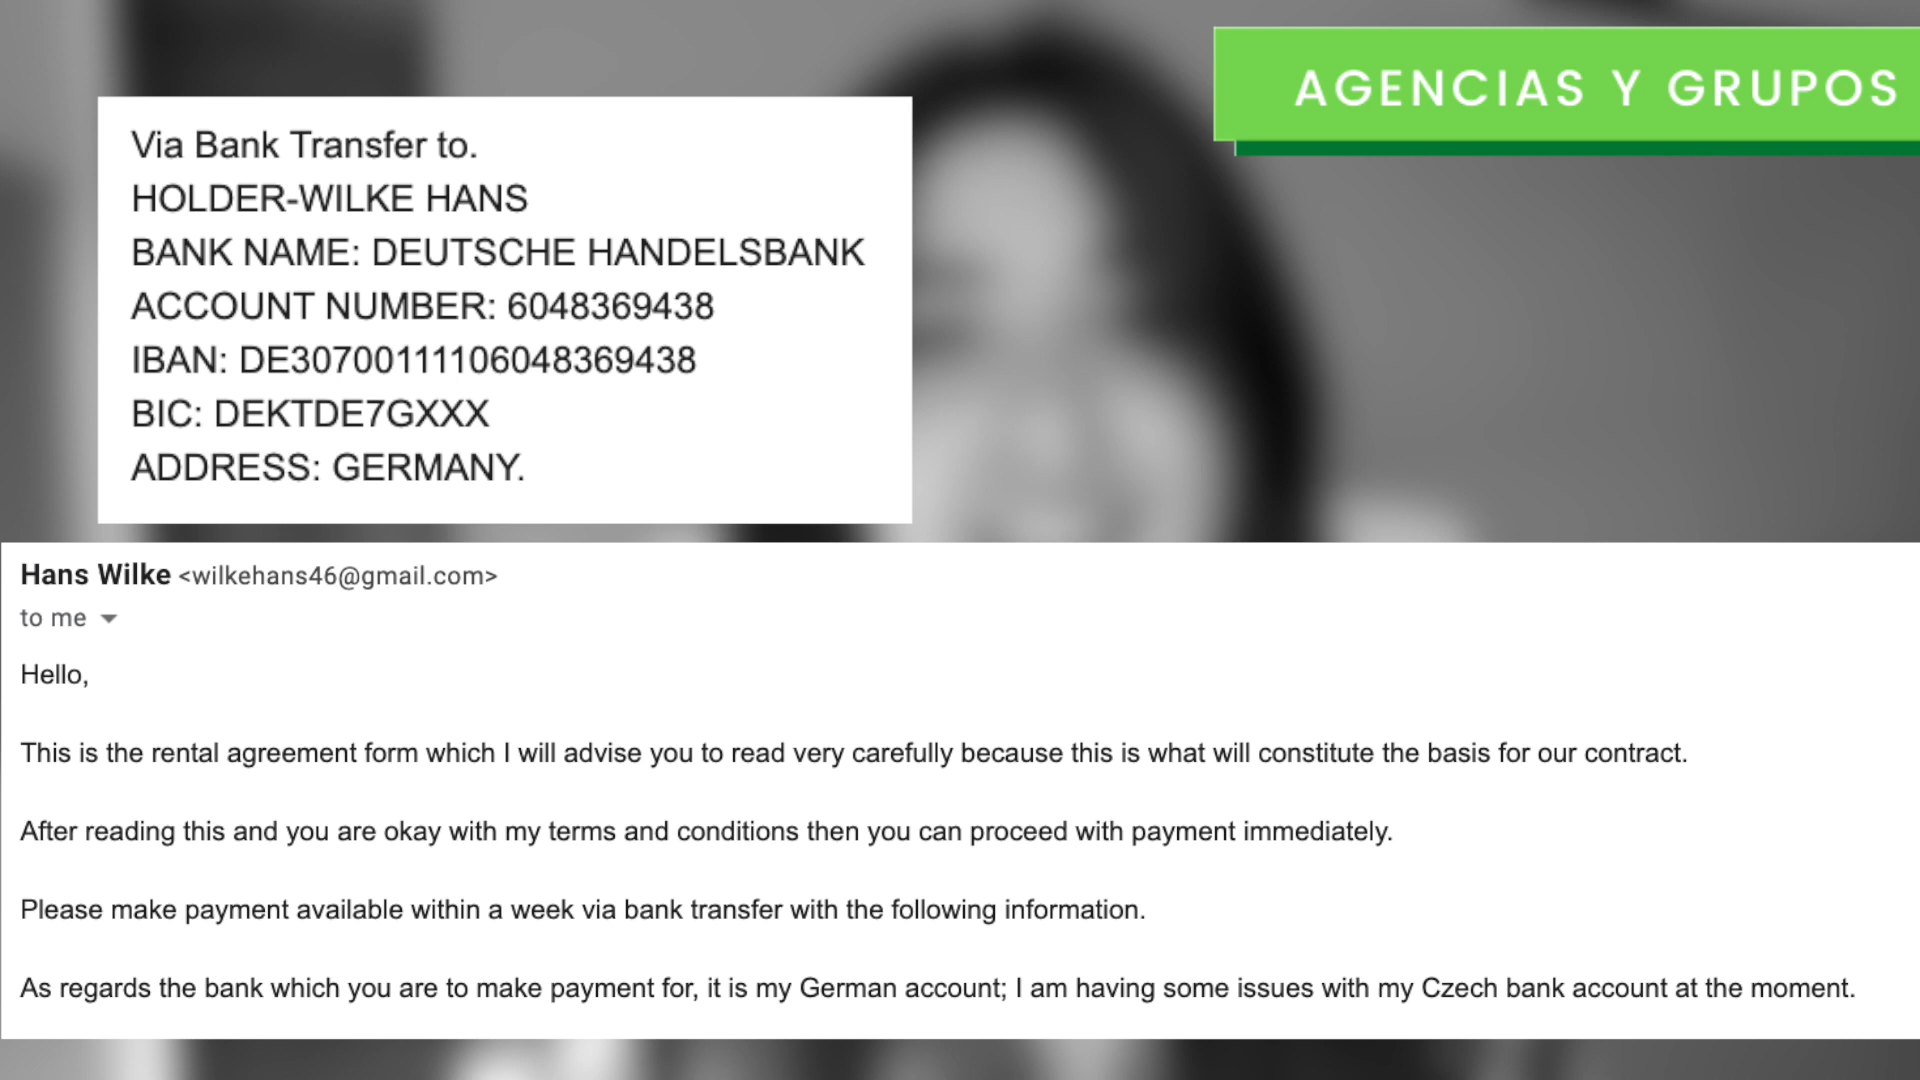 AGENCIAS Y GRUPOS
Via Bank Transfer to.
HOLDER-WILKE HANS
BANK NAME: DEUTSCHE HANDELSBANK
ACCOUNT NUMBER: 6048369438
IBAN: DE30700111106048369438
BIC: DEKTDE7GXXX
ADDRESS: GERMANY.
Hans Wilke <wilkehans46@gmail.com>
to me
Hello,
This is the rental agreement form which I will advise you to read very carefully because this is what will constitute the basis for our contract.
After reading this and you are okay with my terms and conditions then you can proceed with payment immediately.
Please make payment available within a week via bank transfer with the following information.
As regards the bank which you are to make payment for, it is my German account; I am having some issues with my Czech bank account at the moment.